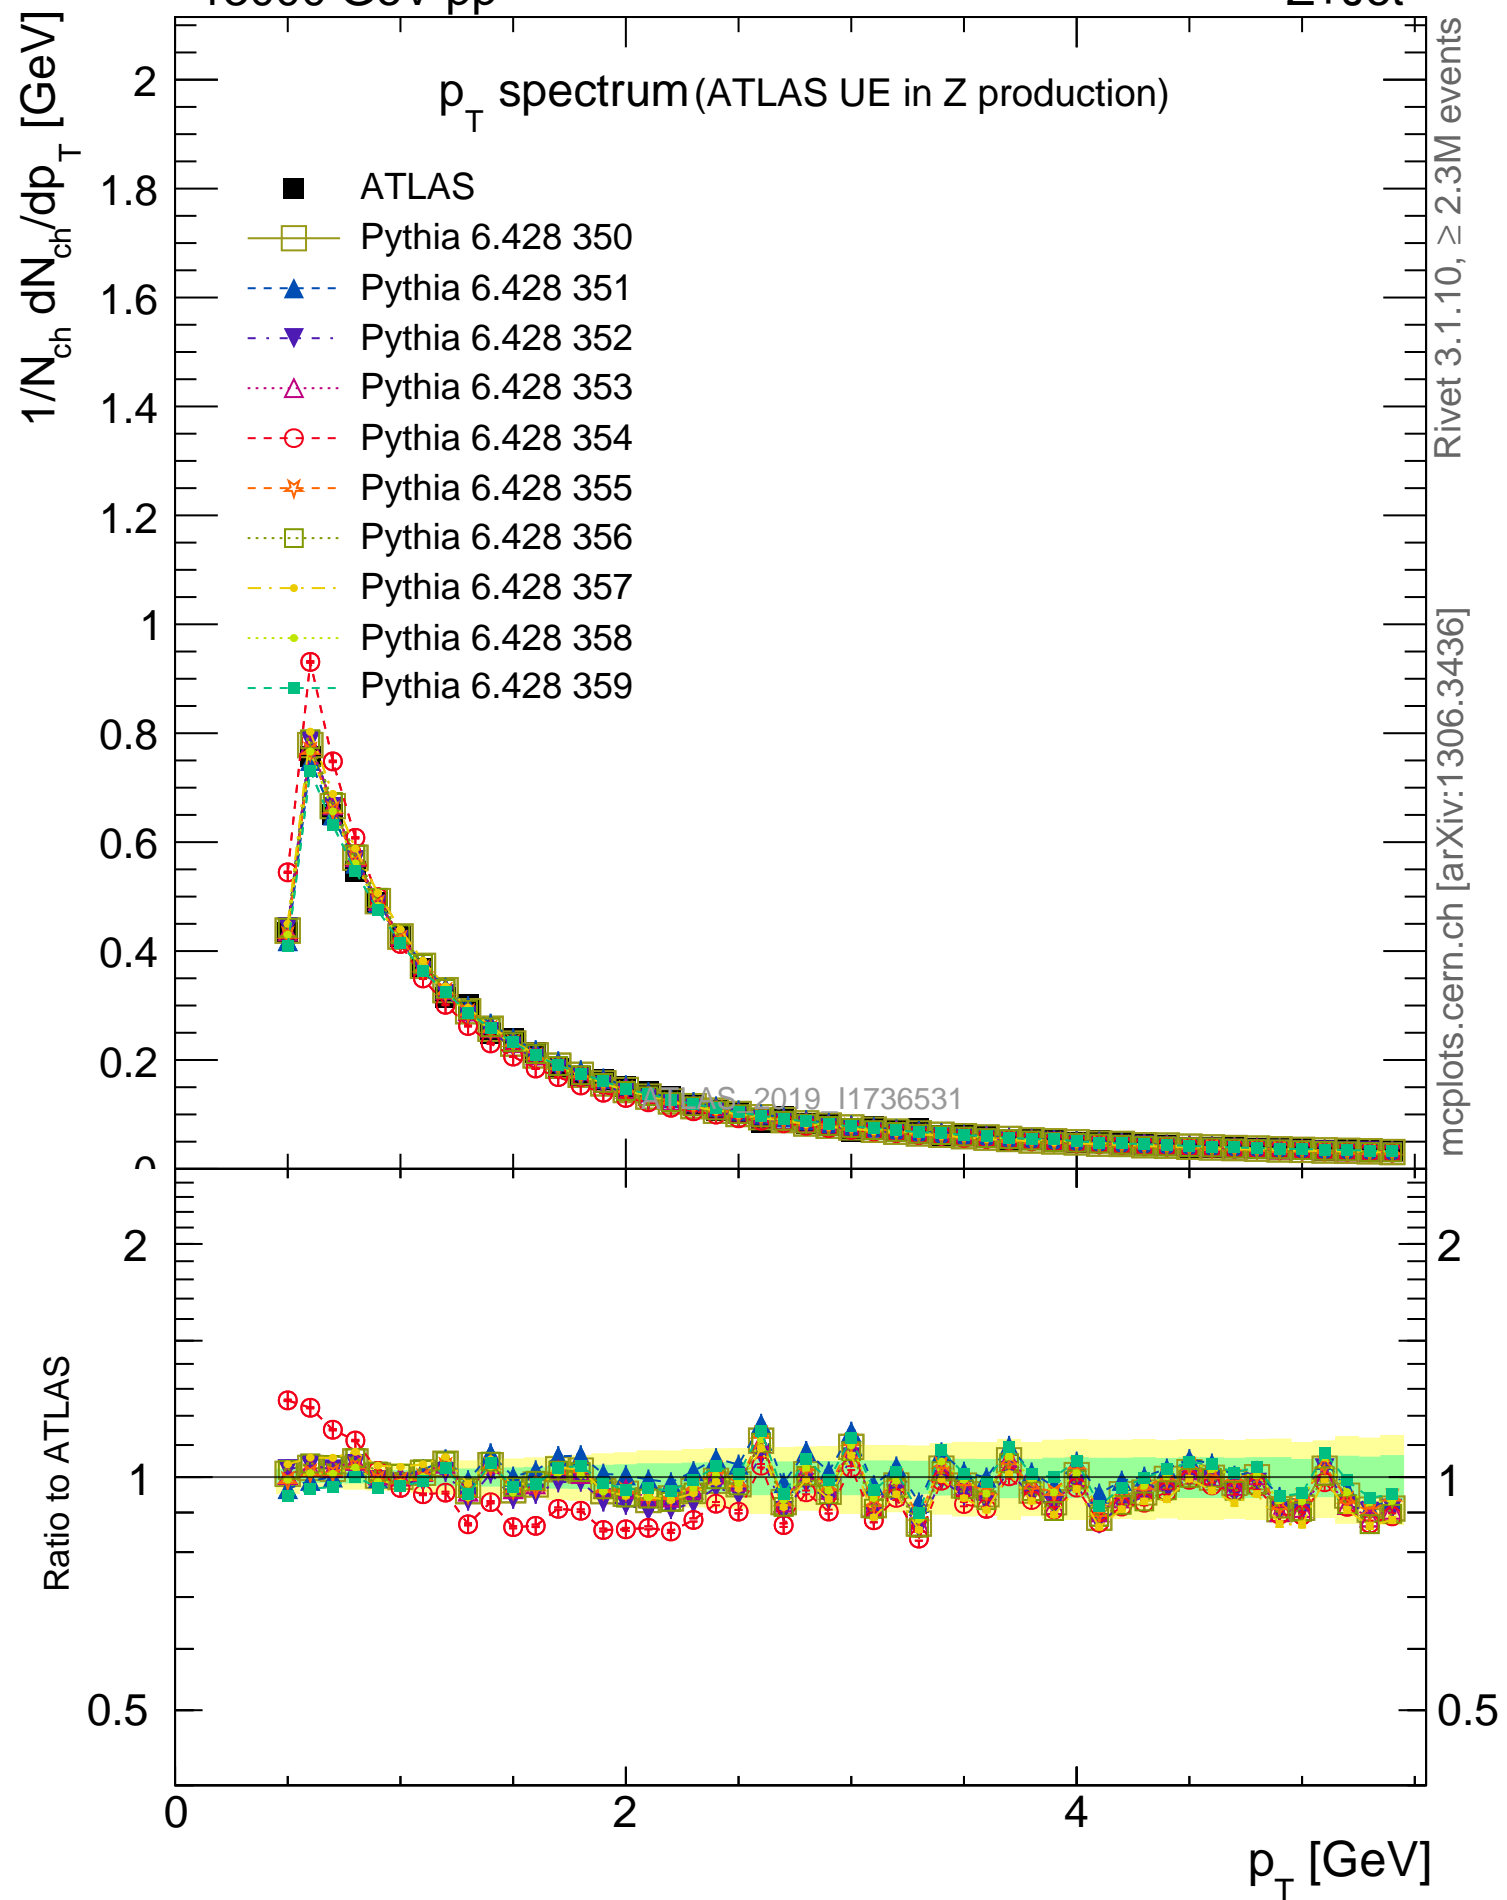 13000 GeV pp Z+Jet
p_T spectrum (ATLAS UE in Z production)
1/N_ch dN_ch/dp_T [GeV]
ATLAS
Pythia 6.428 350
Pythia 6.428 351
Pythia 6.428 352
Pythia 6.428 353
Pythia 6.428 354
Pythia 6.428 355
Pythia 6.428 356
Pythia 6.428 357
Pythia 6.428 358
Pythia 6.428 359
2
1.8
1.6
1.4
1.2
1
0.8
0.6
0.4
0.2
0
ATLAS_2019_I1736531
Rivet 3.1.10, ≥ 2.3M events
mcplots.cern.ch [arXiv:1306.3436]
Ratio to ATLAS
2
1
0.5
2
1
0.5
0 2 4
p_T [GeV]